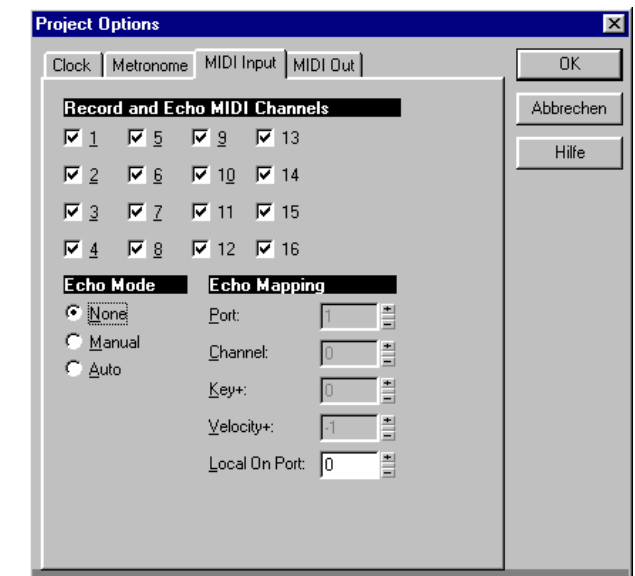 Project Options
Clock Metronome MIDI Input MIDI Out
OK
Abbrechen
Hilfe
Record and Echo MIDI Channels
1 5 9 13
2 6 10 14
3 7 11 15
4 8 12 16
Echo Mode
None
Manual
Auto
Echo Mapping
Port: 1
Channel: 0
Key+: 0
Velocity+: -1
Local On Port: 0